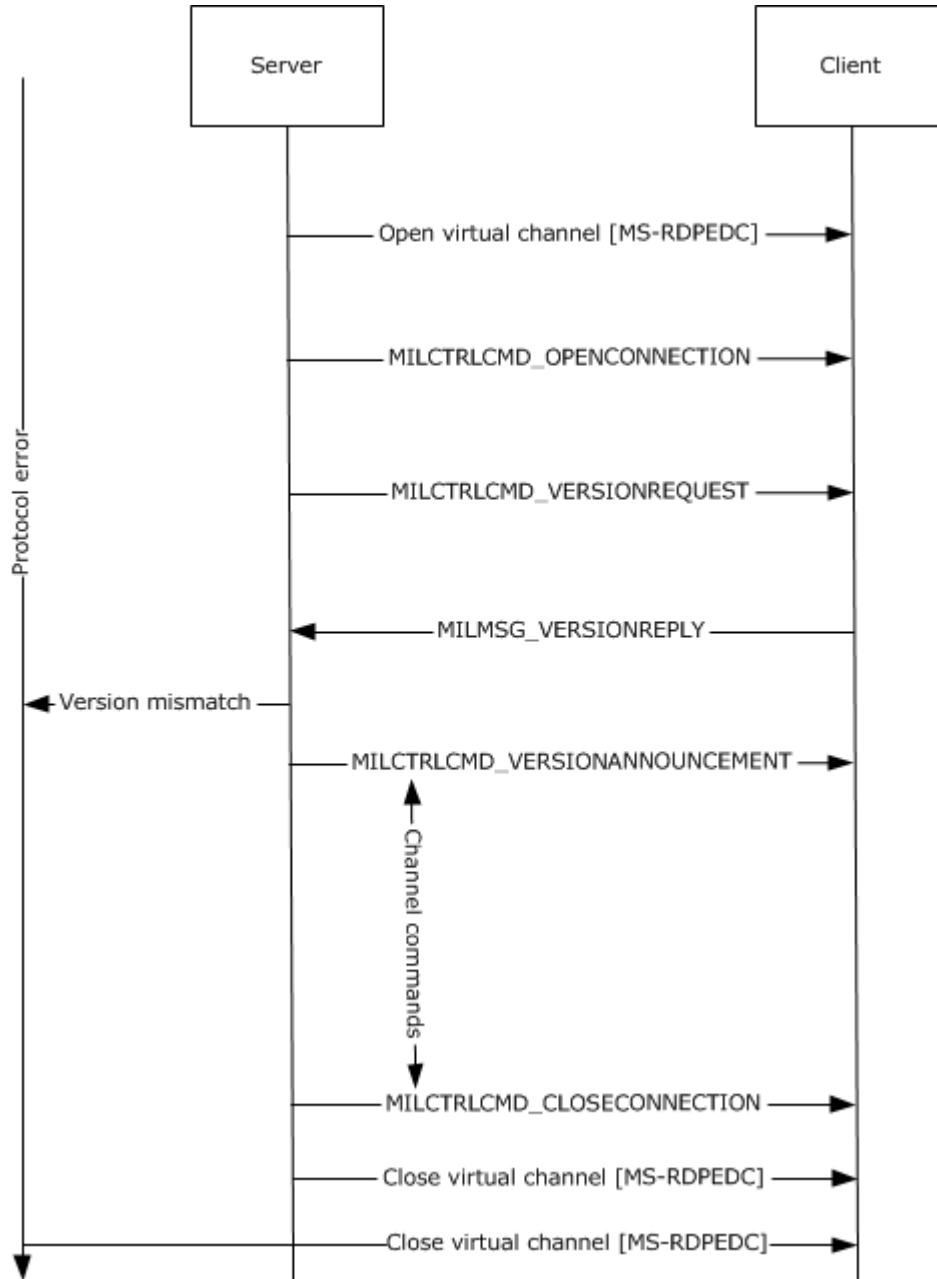 Server
Client
Open virtual channel [MS-RDPEDC]
MILCTRLCMD_OPENCONNECTION
Protocol error
MILCTRLCMD_VERSIONREQUEST
MILMSG_VERSIONREPLY
Version mismatch
MILCTRLCMD_VERSIONANNOUNCEMENT
Channel commands
MILCTRLCMD_CLOSECONNECTION
Close virtual channel [MS-RDPEDC]
Close virtual channel [MS-RDPEDC]